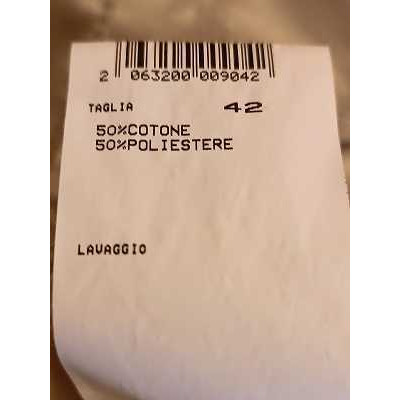 2 063200 009042
TAGLIA 42
50%COTONE
50%POLIESTERE
LAVAGGIO